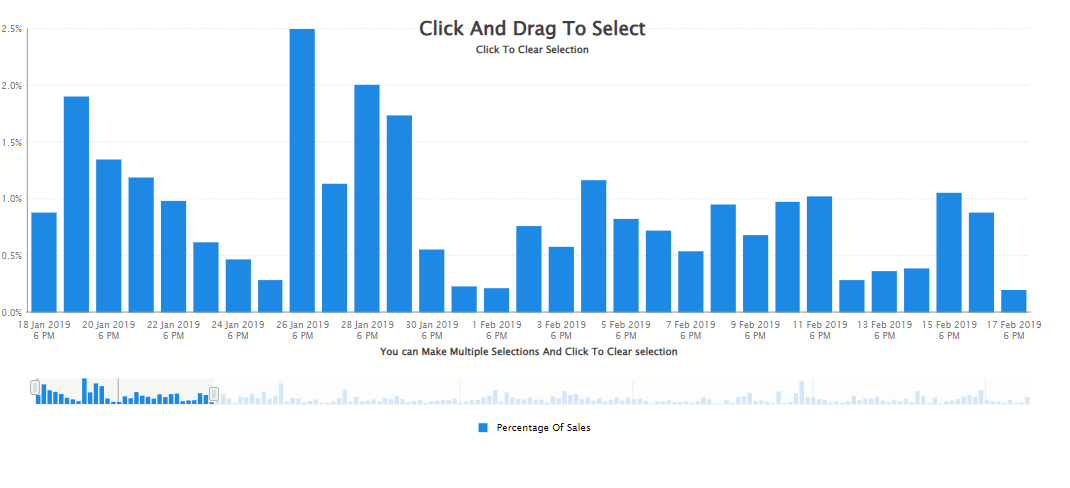 Click And Drag To Select
Click To Clear Selection
2.5%
2.0%
1.5%
1.0%
0.5%
0.0%
18 Jan 2019 20 Jan 2019 22 Jan 2019 24 Jan 2019 26 Jan 2019 28 Jan 2019 30 Jan 2019 1 Feb 2019 3 Feb 2019 5 Feb 2019 7 Feb 2019 9 Feb 2019 11 Feb 2019 13 Feb 2019 15 Feb 2019 17 Feb 2019
6 PM 6 PM 6 PM 6 PM 6 PM 6 PM 6 PM 6 PM 6 PM 6 PM 6 PM 6 PM 6 PM 6 PM 6 PM 6 PM
You can Make Multiple Selections And Click To Clear selection
Percentage Of Sales